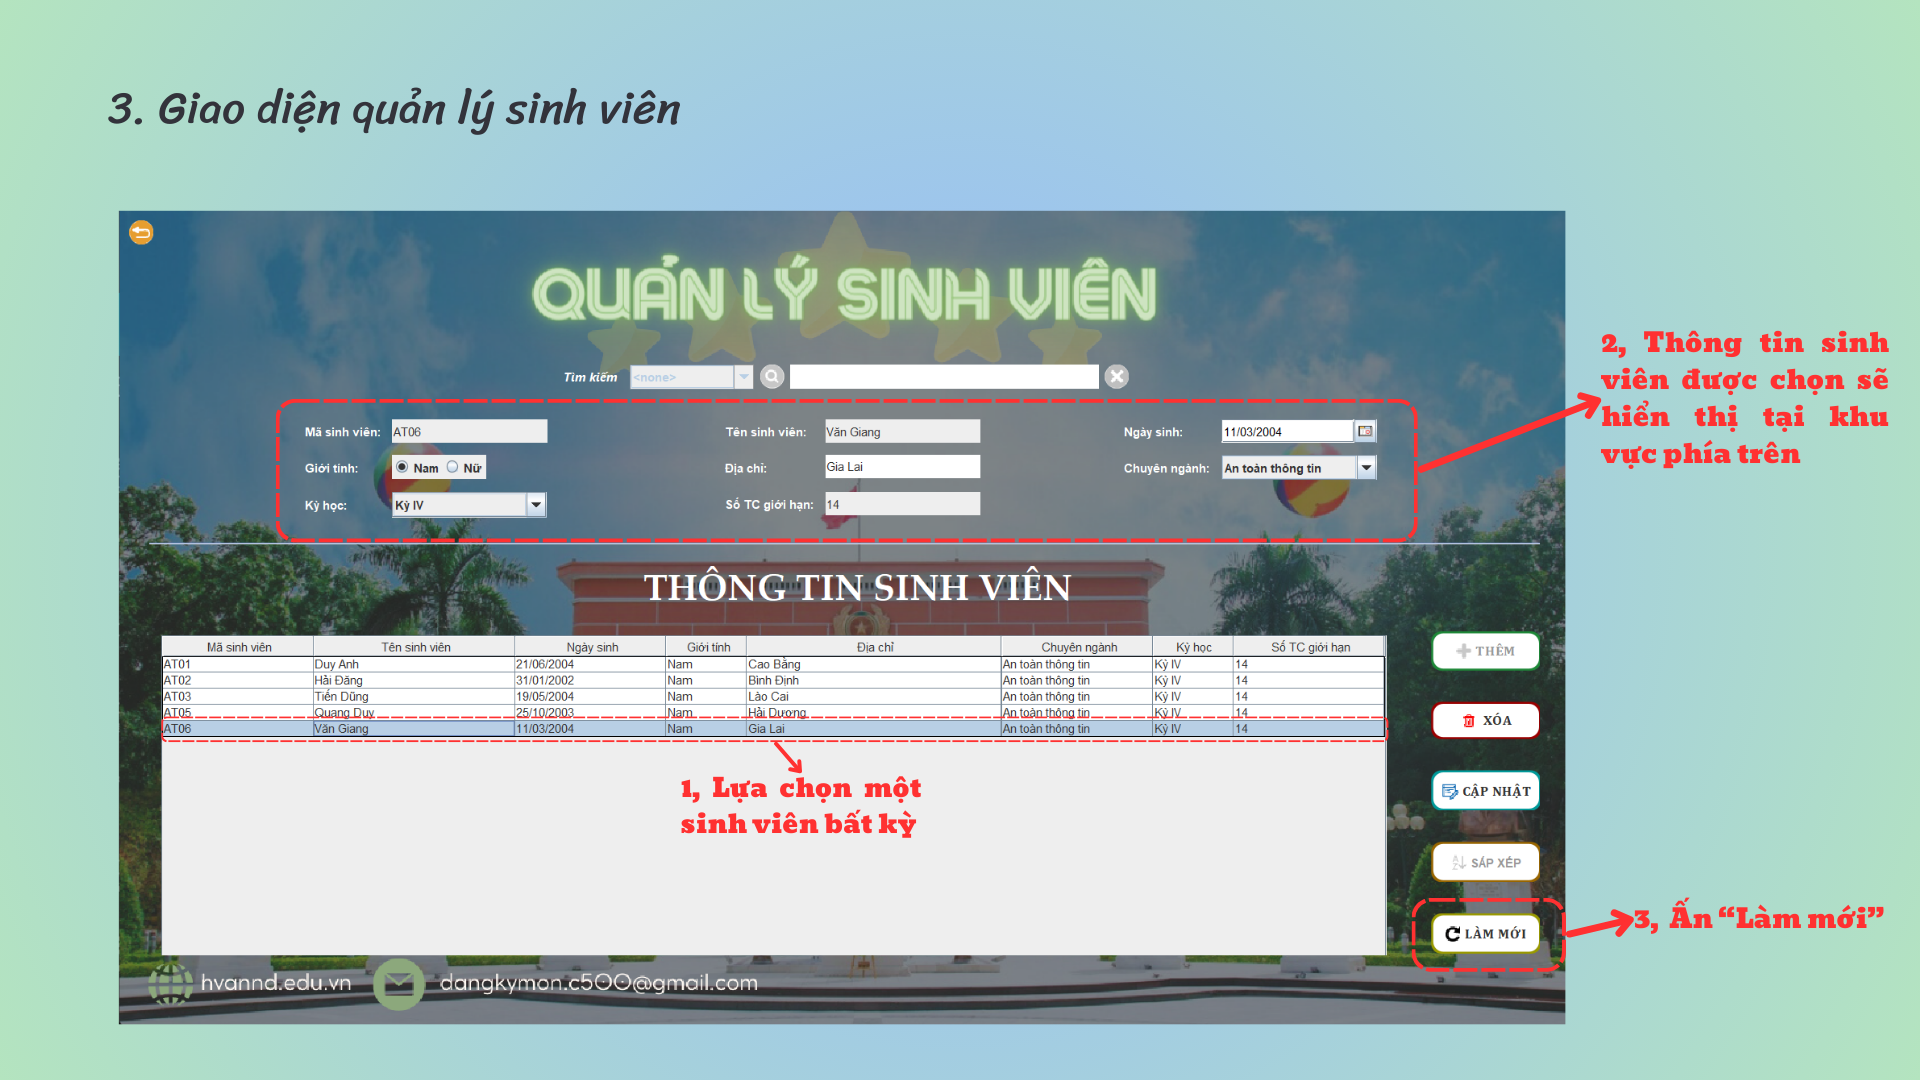 3. Giao diện quản lý sinh viên
QUẢN LÝ SINH VIÊN
Tìm kiếm <none>
Mã sinh viên: AT06 Tên sinh viên: Văn Giang Ngày sinh: 11/03/2004
Giới tính: Nam Nữ Địa chỉ: Gia Lai Chuyên ngành: An toàn thông tin
Kỳ học: Kỳ IV Số TC giới hạn: 14
2, Thông tin sinh
viên được chọn sẽ
hiển thị tại khu
vực phía trên
THÔNG TIN SINH VIÊN
Mã sinh viên Tên sinh viên Ngày sinh Giới tính Địa chỉ Chuyên ngành Kỳ học Số TC giới hạn
AT01 Duy Anh 21/06/2004 Nam Cao Bằng An toàn thông tin Kỳ IV 14
AT02 Hải Đăng 31/01/2002 Nam Bình Định An toàn thông tin Kỳ IV 14
AT03 Tiến Dũng 19/05/2004 Nam Lào Cai An toàn thông tin Kỳ IV 14
AT05 Quang Duy 25/10/2003 Nam Hải Dương An toàn thông tin Kỳ IV 14
AT06 Văn Giang 11/03/2004 Nam Gia Lai An toàn thông tin Kỳ IV 14
1, Lựa chọn một
sinh viên bất kỳ
THÊM
XÓA
CẬP NHẬT
SẮP XẾP
LÀM MỚI
3, Ấn “Làm mới”
hvannd.edu.vn dangkymon.c500@gmail.com